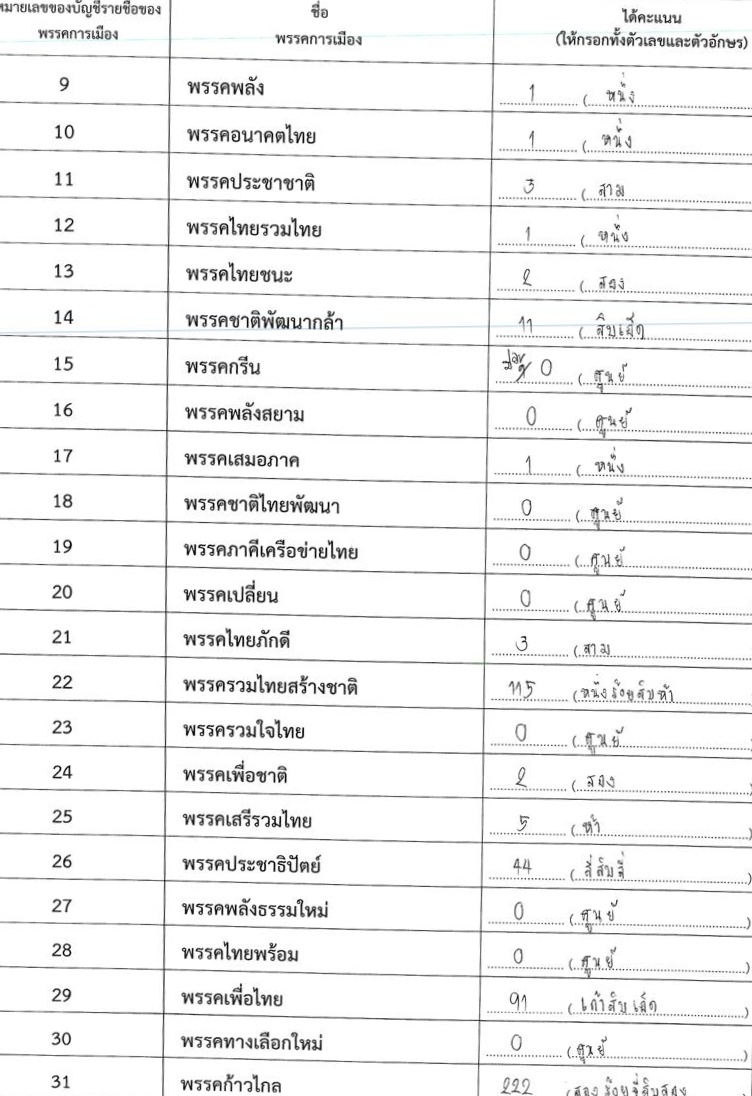 หมายเลขของบัญชีรายชื่อของ
พรรคการเมือง
ชื่อ
พรรคการเมือง
ได้คะแนน
(ให้กรอกทั้งตัวเลขและตัวอักษร)
9 พรรคพลัง 1 (หนึ่ง
10 พรรคอนาคตไทย 1 (หนึ่ง
11 พรรคประชาชาติ 3 (สาม
12 พรรคไทยรวมไทย 1 (หนึ่ง
13 พรรคไทยชนะ 2 (สอง
14 พรรคชาติพัฒนากล้า 11 (สิบเอ็ด
15 พรรคกรีน 0 (ศูนย์
16 พรรคพลังสยาม 0 (ศูนย์
17 พรรคเสมอภาค 1 (หนึ่ง
18 พรรคชาติไทยพัฒนา 0 (ศูนย์
19 พรรคภาคีเครือข่ายไทย 0 (ศูนย์
20 พรรคเปลี่ยน 0 (ศูนย์
21 พรรคไทยภักดี 3 (สาม
22 พรรครวมไทยสร้างชาติ 115 (หนึ่งร้อยสิบห้า
23 พรรครวมใจไทย 0 (ศูนย์
24 พรรคเพื่อชาติ 2 (สอง)
25 พรรคเสรีรวมไทย 5 (ห้า)
26 พรรคประชาธิปัตย์ 44 (สี่สิบสี่)
27 พรรคพลังธรรมใหม่ 0 (ศูนย์)
28 พรรคไทยพร้อม 0 (ศูนย์)
29 พรรคเพื่อไทย 91 (เก้าสิบเอ็ด)
30 พรรคทางเลือกใหม่ 0 (ศูนย์)
31 พรรคก้าวไกล 222 (สองร้อยยี่สิบสอง